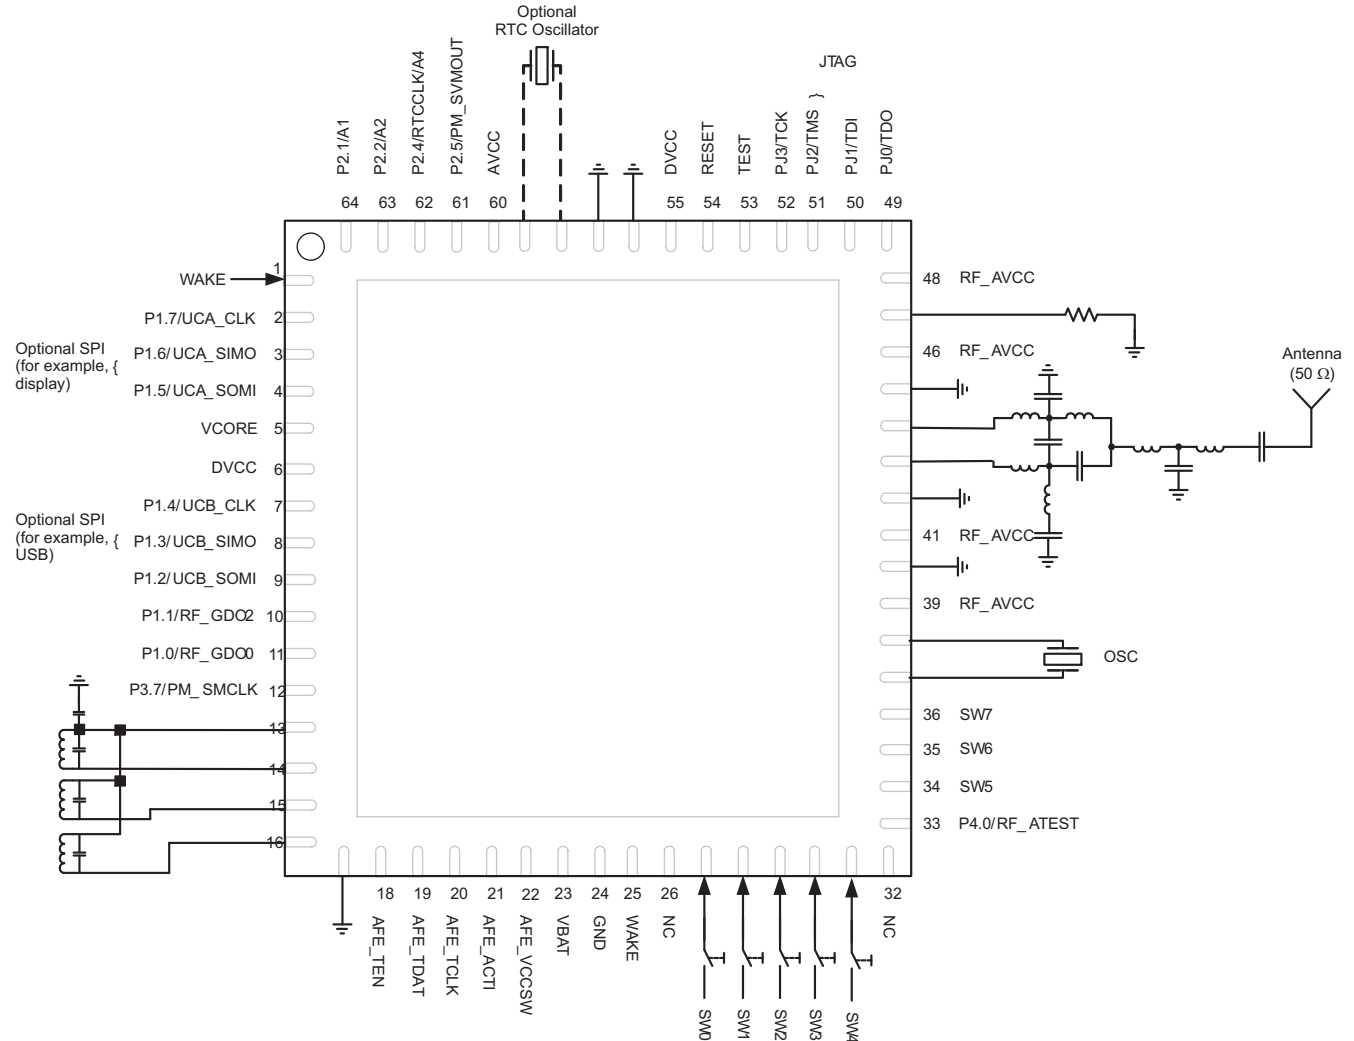 Optional
RTC Oscillator
JTAG
}
P2.1/A1
P2.2/A2
P2.4/RTCCLK/A4
P2.5/PM_SVMOUT
AVCC
DVCC
RESET
TEST
PJ3/TCK
PJ2/TMS
PJ1/TDI
PJ0/TDO
64 63 62 61 60 55 54 53 52 51 50 49
WAKE 1
P1.7/UCA_CLK 2
Optional SPI
(for example, {
display)
P1.6/UCA_SIMO 3
P1.5/UCA_SOMI 4
VCORE 5
DVCC 6
P1.4/UCB_CLK 7
Optional SPI
(for example, {
USB)
P1.3/UCB_SIMO 8
P1.2/UCB_SOMI 9
P1.1/RF_GDO2 10
P1.0/RF_GDO0 11
P3.7/PM_SMCLK 12
13
14
15
16
48 RF_AVCC
46 RF_AVCC
Antenna
(50 Ω)
41 RF_AVCC
39 RF_AVCC
OSC
36 SW7
35 SW6
34 SW5
33 P4.0/RF_ATEST
18 19 20 21 22 23 24 25 26 32
AFE_TEN
AFE_TDAT
AFE_TCLK
AFE_ACTI
AFE_VCCSW
VBAT
GND
WAKE
NC
NC
SW0
SW1
SW2
SW3
SW4